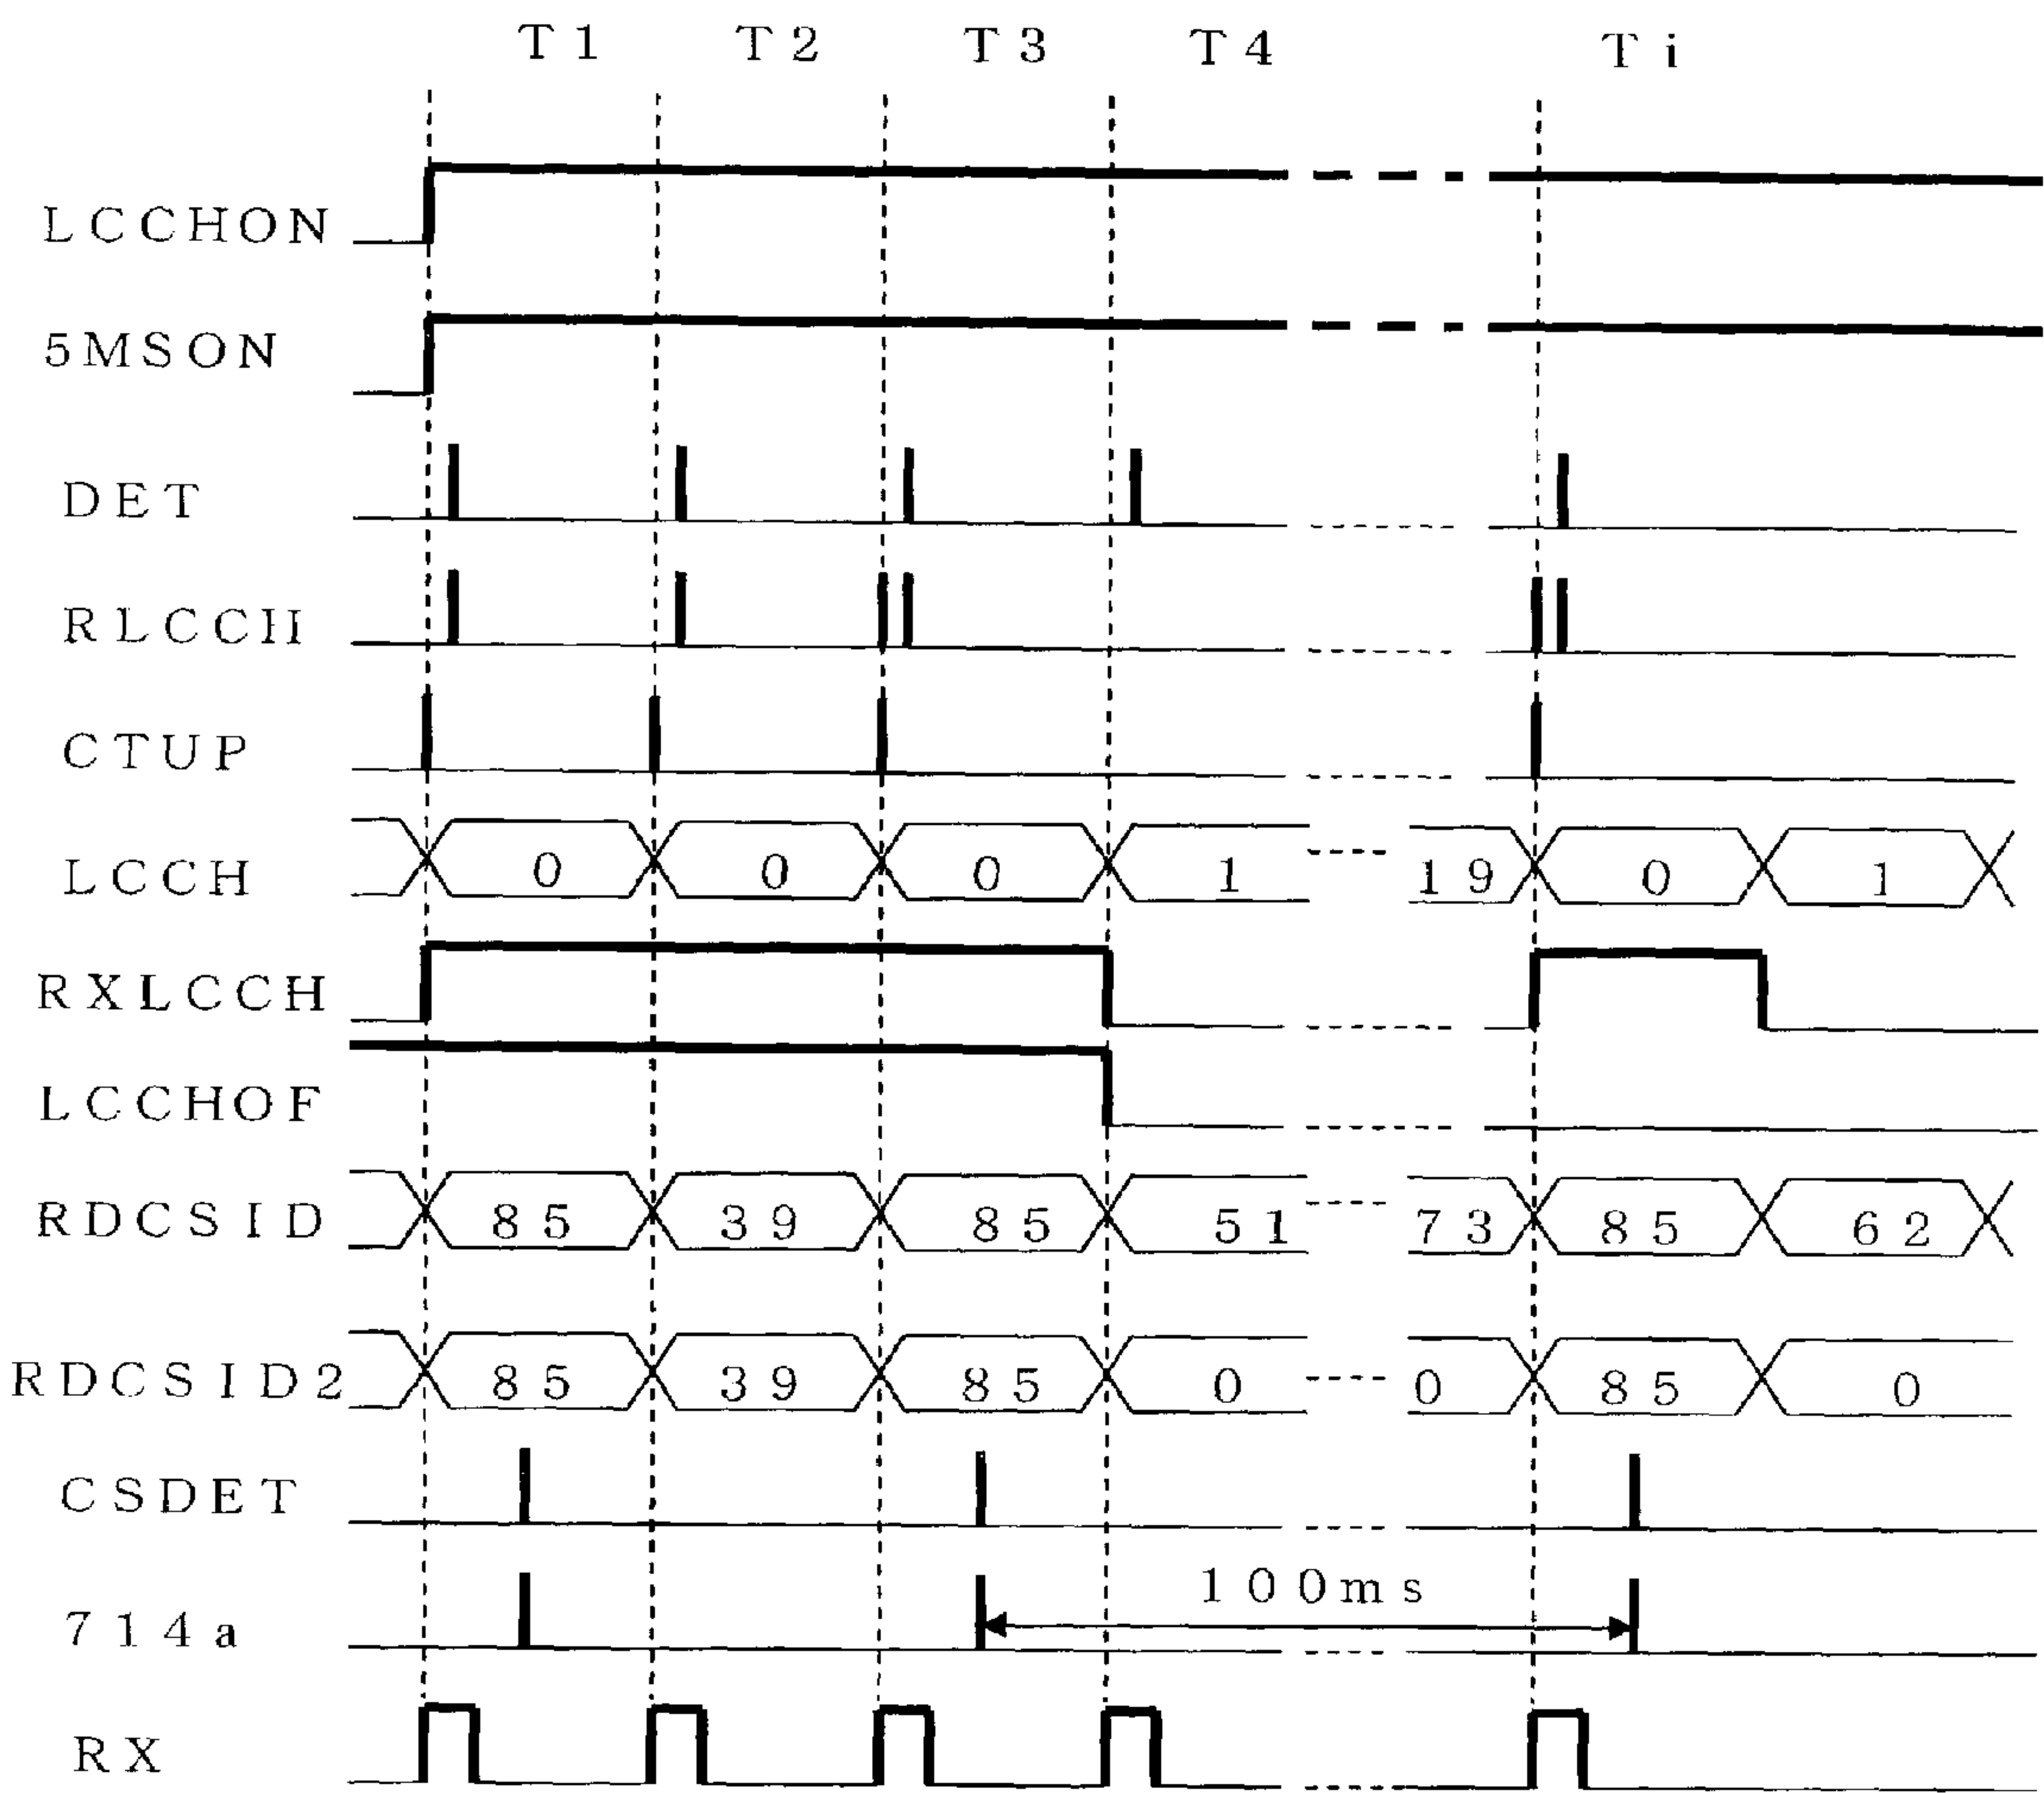 T1 T2 T3 T4 Ti
LCCHON
5MSON
DET
RLCCH
CTUP
LCCH 0 0 0 1 19 0 1
RXLCCH
LCCHOF
RDCSID 85 39 85 51 73 85 62
RDCSID2 85 39 85 0 0 85 0
CSDET
714a 100ms
RX